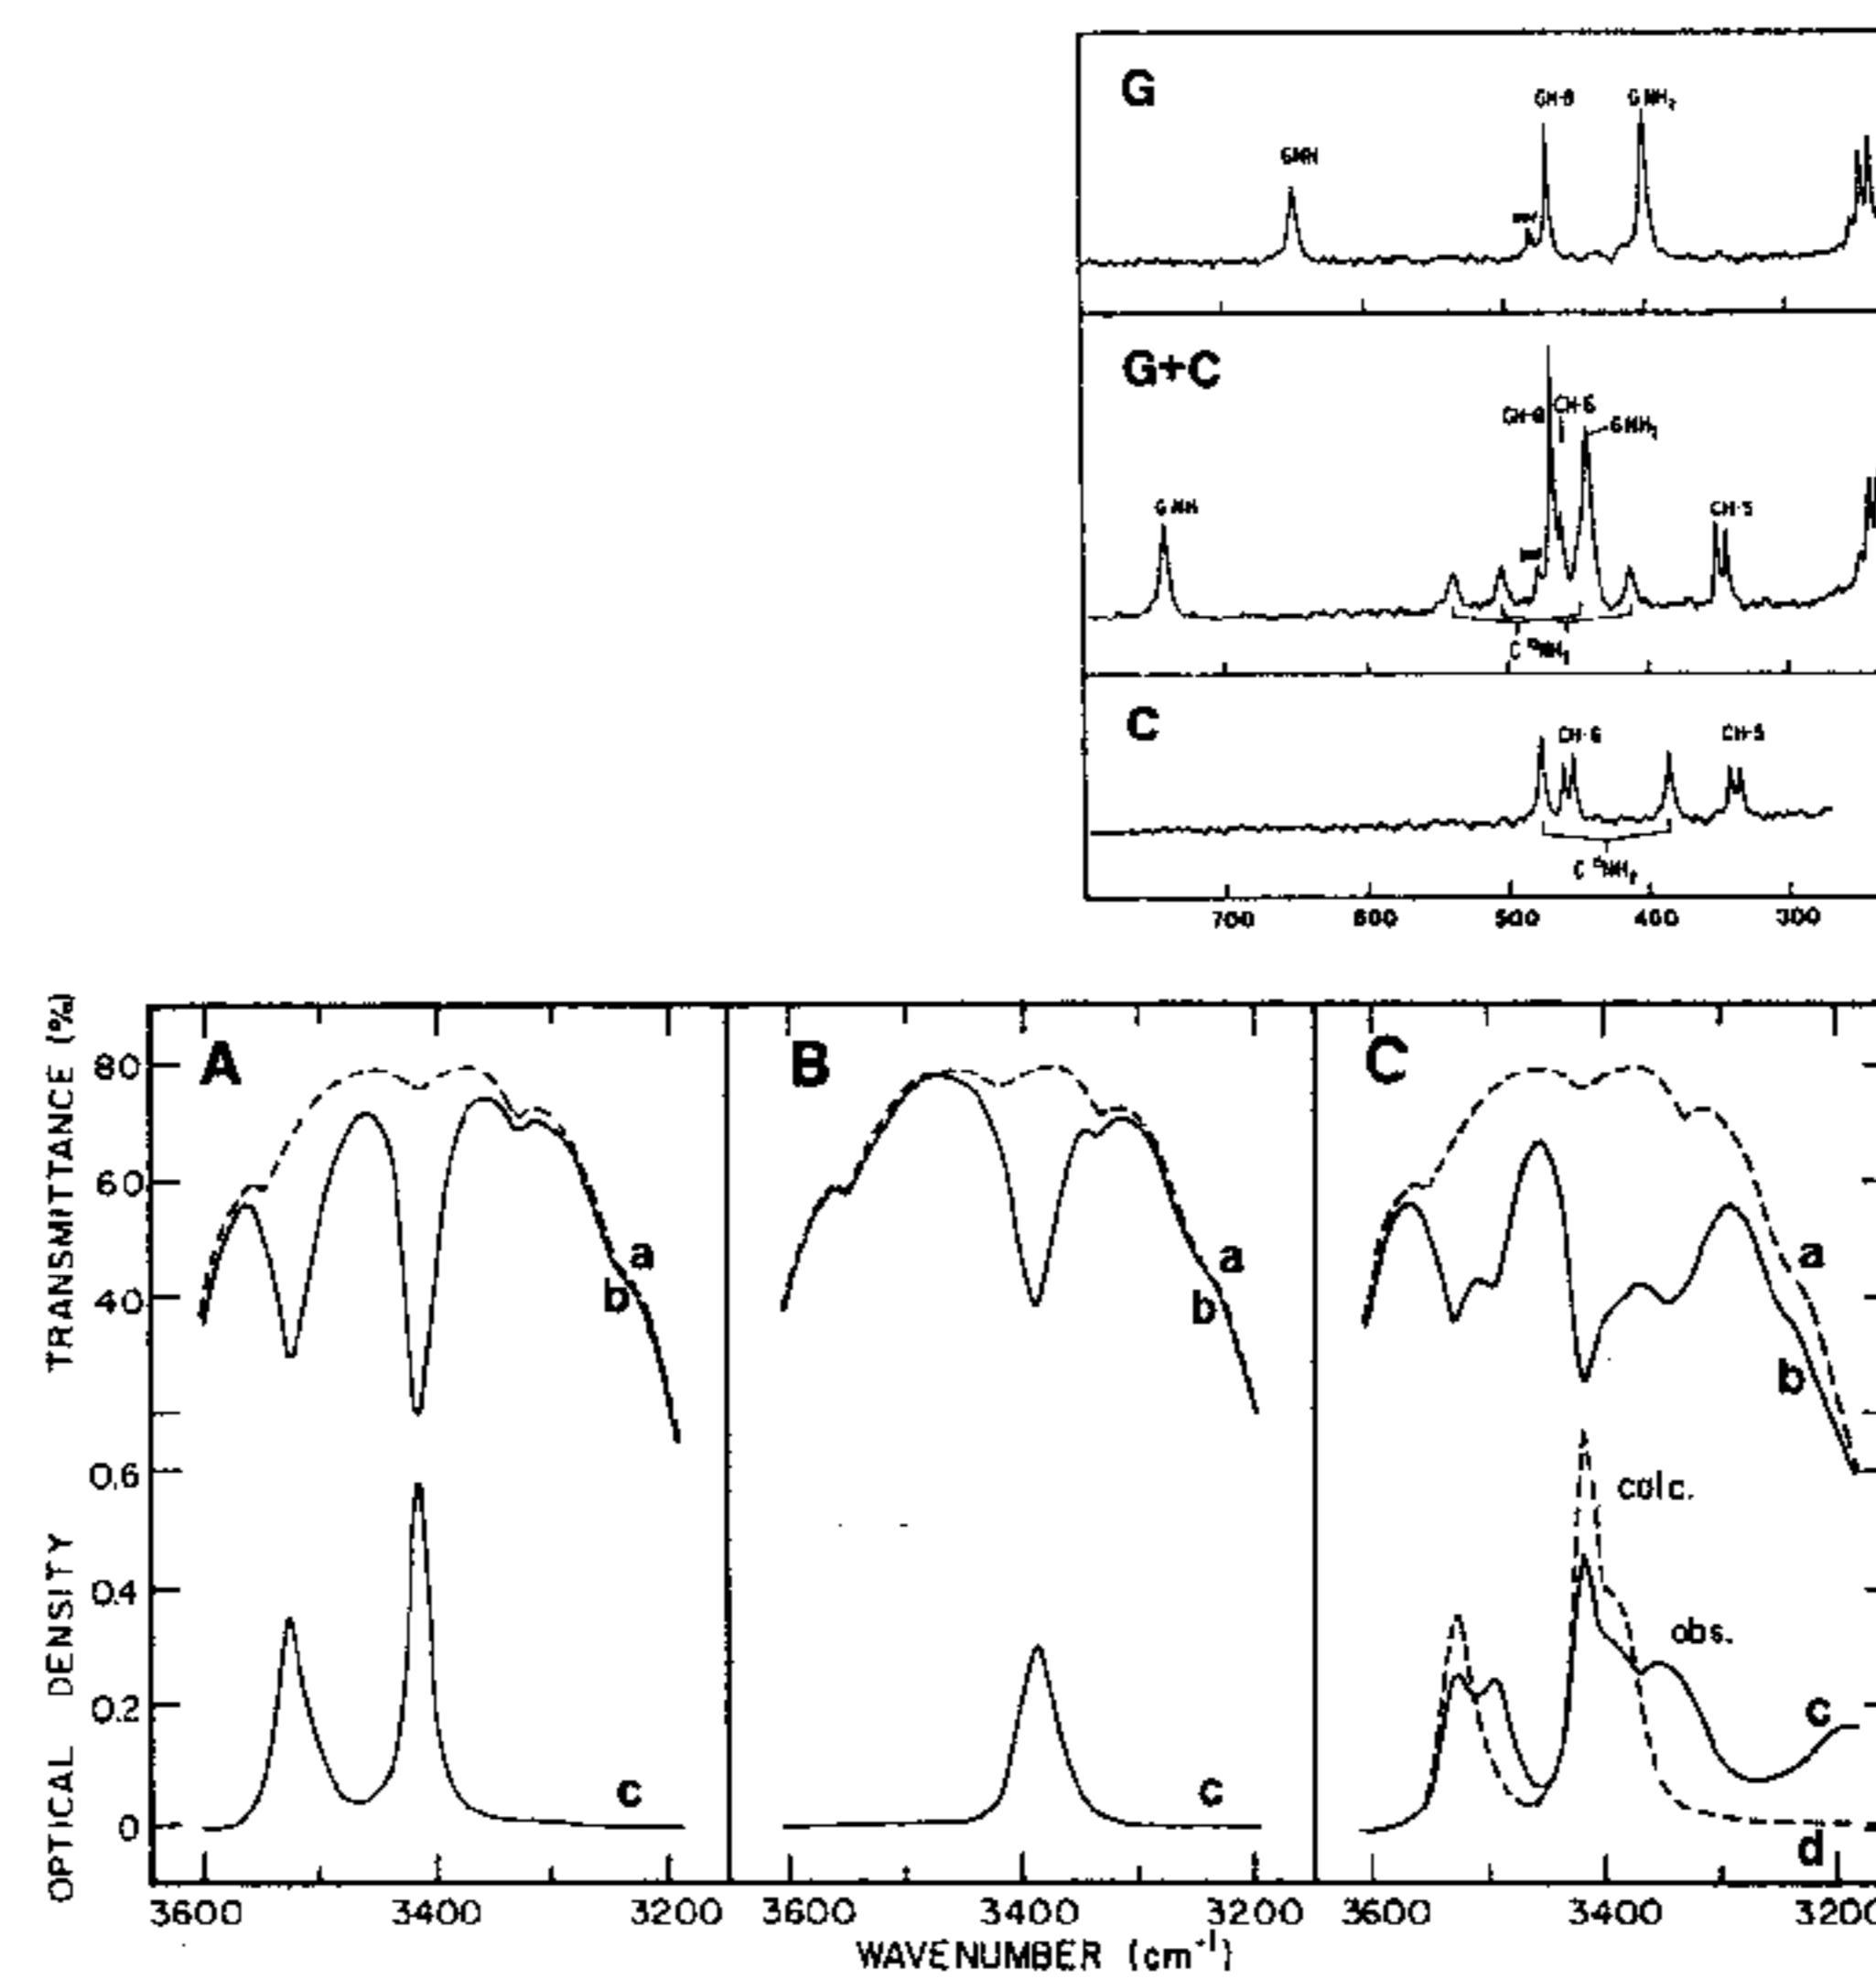 G
GH-8 GNH2
GNH
G+C
GH-8 CH-6 GNH2
GNH CH-5
C
CH-6 CH-5
700 600 500 400 300
TRANSMITTANCE (%)
80
60
40
A
a
b
B
a
b
C
a
b
OPTICAL DENSITY
0.6
0.4
0.2
0
c
c
calc.
obs.
c
d
3600 3400 3200 3600 3400 3200 3600 3400 3200
WAVENUMBER (cm⁻¹)